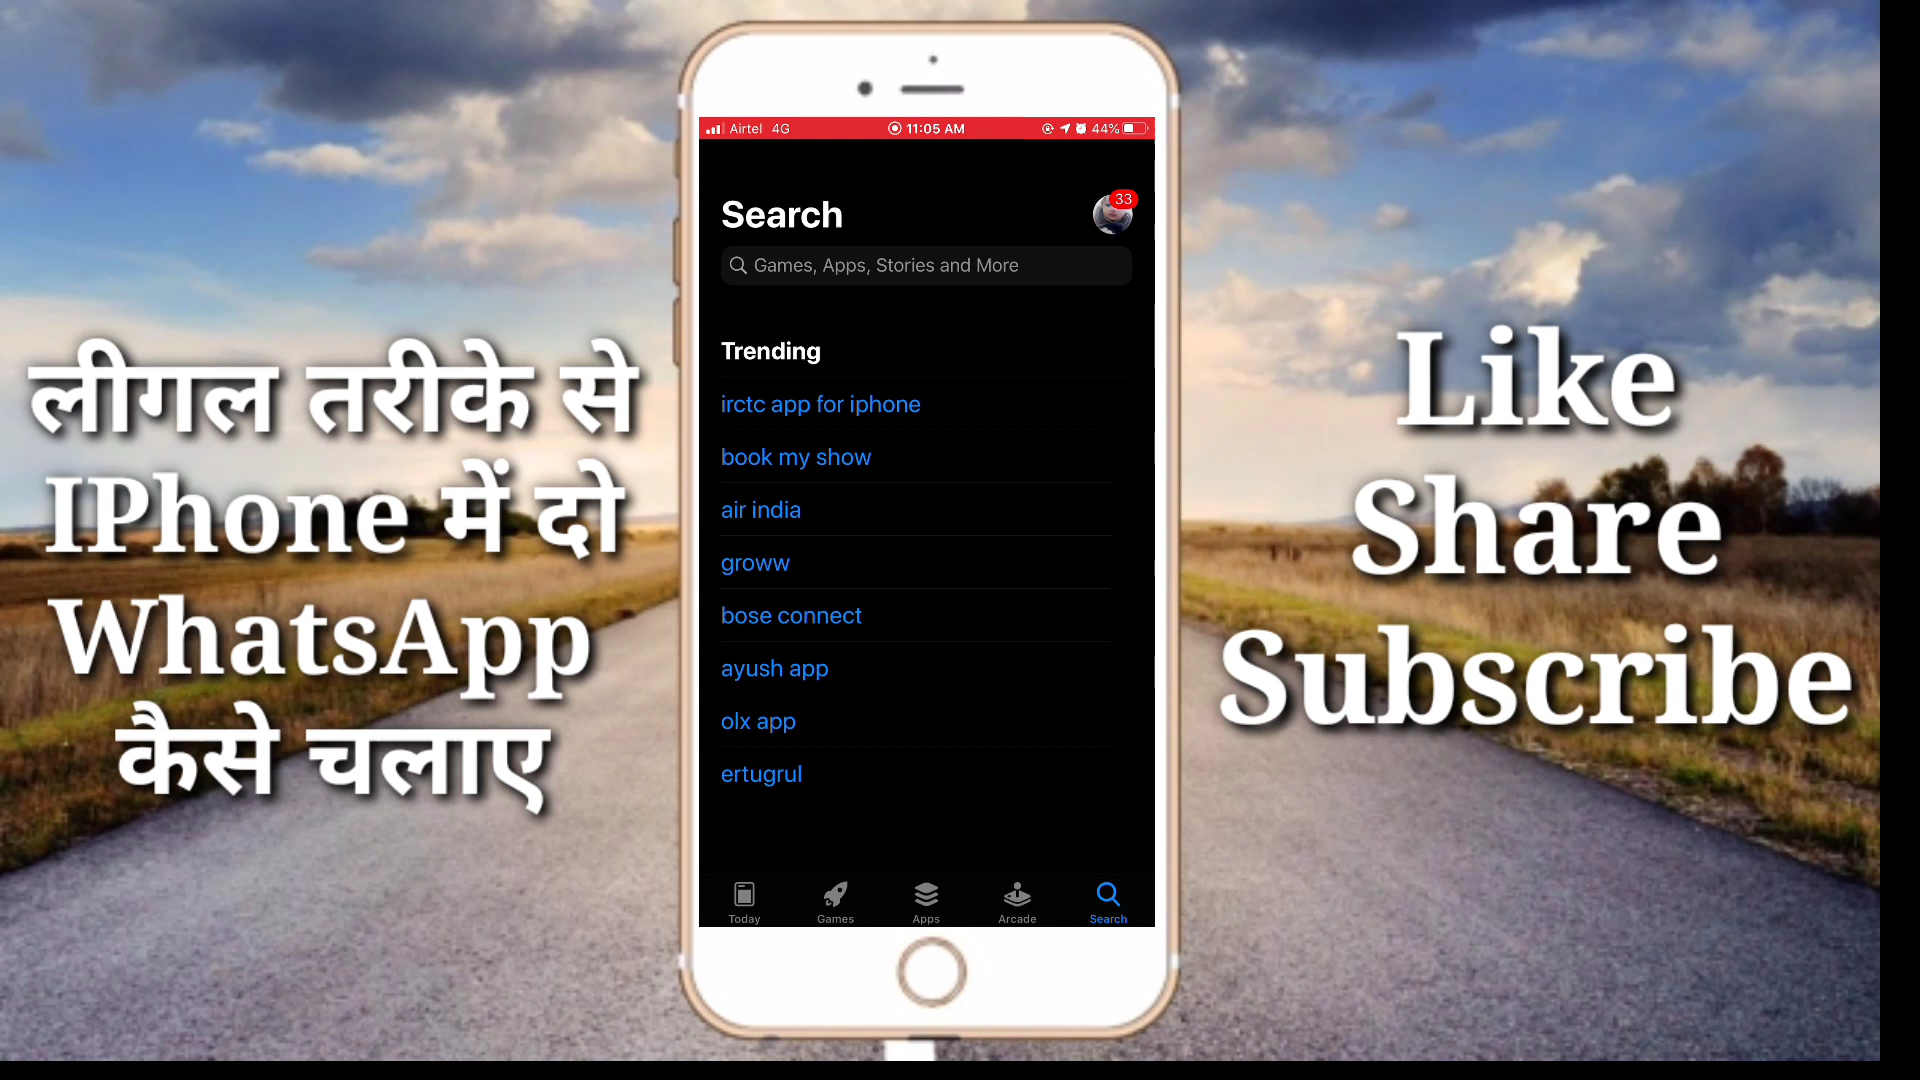 लीगल तरीके से
IPhone में दो
WhatsApp
कैसे चलाए
Airtel 4G
11:05 AM
44%
Search
33
Games, Apps, Stories and More
Trending
irctc app for iphone
book my show
air india
groww
bose connect
ayush app
olx app
ertugrul
Today Games Apps Arcade Search
Like
Share
Subscribe